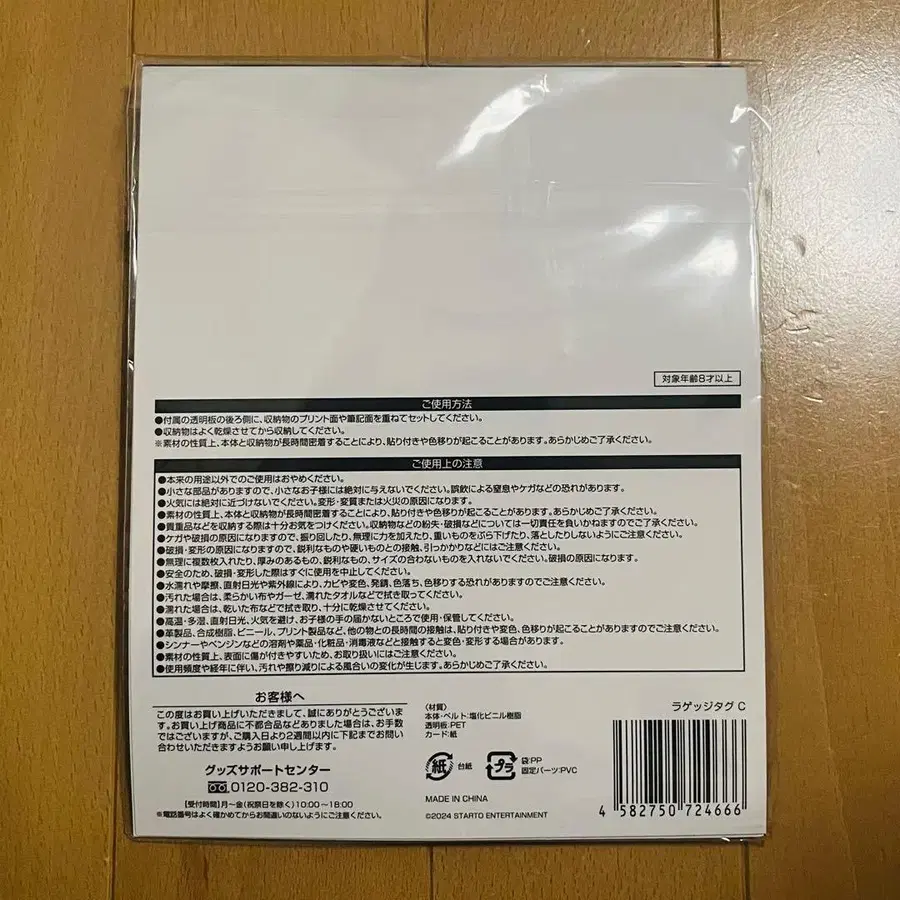 対象年齢8才以上
ご使用方法
●付属の透明板の後ろ側に、収納物のプリント面や筆記面を重ねてセットしてください。
●収納物はよく乾燥させてから収納してください。
※素材の性質上、本体と収納物が長時間密着することにより、貼り付きや色移りが起こることがあります。あらかじめご了承ください。
ご使用上の注意
●本来の用途以外でのご使用はおやめください。
●小さな部品がありますので、小さなお子様には絶対に与えないでください。誤飲による窒息やケガなどの恐れがあります。
●火気には絶対に近づけないでください。変形・変質または火災の原因になります。
●素材の性質上、本体と収納物が長時間密着することにより、貼り付きや色移りが起こることがあります。あらかじめご了承ください。
●貴重品などを収納する際は十分お気をつけください。収納物などの紛失・破損などについては一切責任を負いかねますのでご了承ください。
●ケガや破損の原因になりますので、振り回したり、無理に力を加えたり、重いものをぶら下げたり、落としたりしないようにご注意ください。
●破損・変形の原因になりますので、鋭利なものや硬いものとの接触、引っかかりなどにはご注意ください。
●無理に複数枚入れたり、厚みのあるもの、鋭利なもの、サイズの合わないものを入れないでください。破損の原因になります。
●安全のため、破損・変形した際はすぐに使用を中止してください。
●水濡れや摩擦、直射日光や紫外線により、カビや変色、発錆、色落ち、色移りする恐れがありますのでご注意ください。
●汚れた場合は、柔らかい布やガーゼ、濡れたタオルなどで拭き取ってください。
●濡れた場合は、乾いた布などで拭き取り、十分に乾燥させてください。
●高温・多湿、直射日光、火気を避け、お子様の手の届かないところで使用・保管してください。
●革製品、合成樹脂、ビニール、プリント製品など、他の物との長時間の接触は、貼り付きや変色、色移りが起こることがありますのでご注意ください。
●シンナーやベンジンなどの溶剤や薬品・化粧品・消毒液などと接触すると変色・変形する場合があります。
●素材の性質上、表面に傷が付きやすいため、お取り扱いにはご注意ください。
●使用頻度や経年に伴い、汚れや擦り減りによる風合いの変化が生じます。あらかじめご了承ください。
お客様へ
この度はお買い上げいただきまして、誠にありがとうございま
す。お買い上げ商品に不都合品などありました場合は、お手数
ではございますが、ご購入日より2週間以内に下記までお問い
合わせいただきますようお願い申し上げます。
グッズサポートセンター
0120-382-310
【受付時間】月〜金(祝祭日を除く)10:00〜18:00
※電話番号はよく確かめてからお間違いのないようにご注意ください。
〈材質〉
本体・ベルト:塩化ビニル樹脂
透明板:PET
カード:紙
紙 台紙
プラ 袋:PP
固定パーツ:PVC
MADE IN CHINA
©2024 STARTO ENTERTAINMENT
ラゲッジタグ C
4 582750 724666